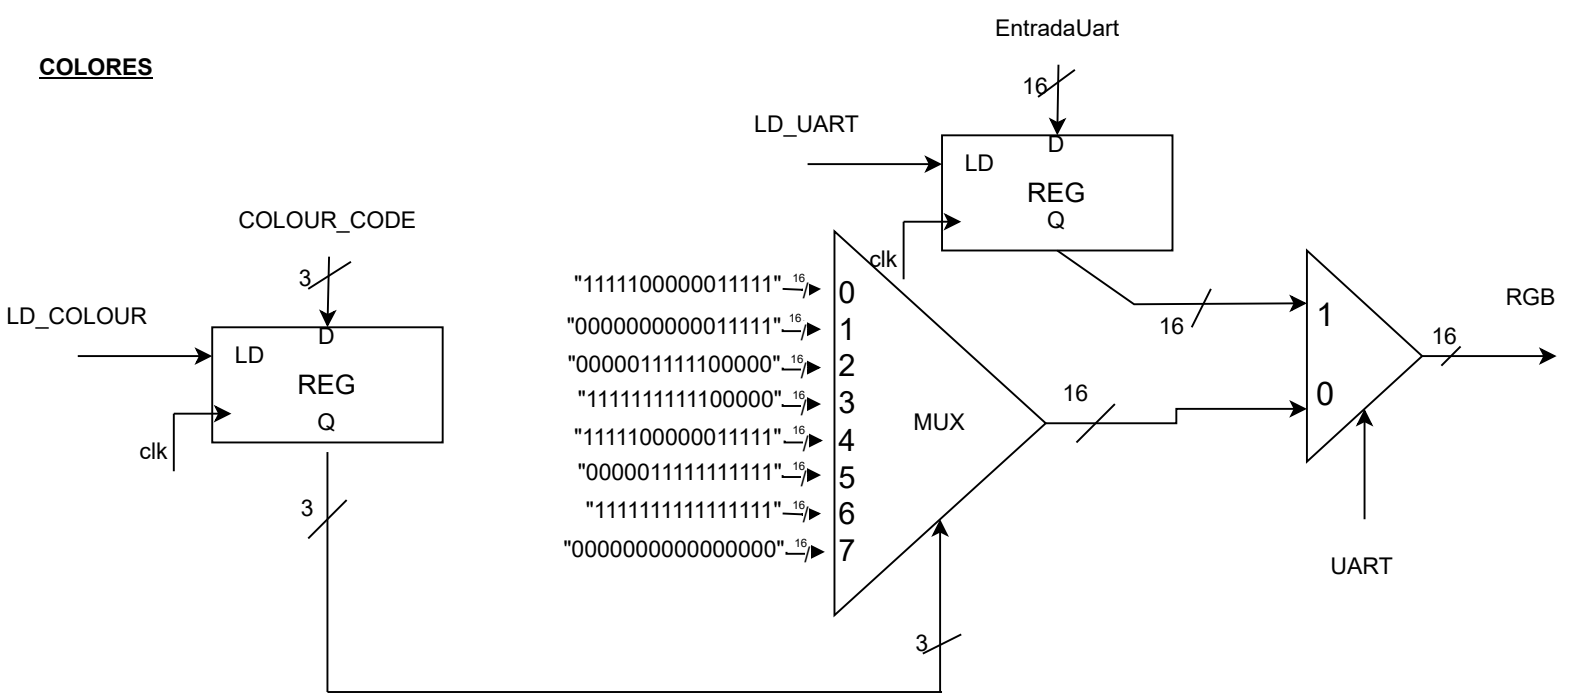 COLORES
EntradaUart
16
LD_UART
D
LD
REG
Q
clk
COLOUR_CODE
3
LD_COLOUR
D
LD
REG
Q
clk
3
"1111100000011111" 16 0
"0000000000011111" 16 1
"0000011111100000" 16 2
"1111111111100000" 16 3
"1111100000011111" 16 4
"0000011111111111" 16 5
"1111111111111111" 16 6
"0000000000000000" 16 7
MUX
3
16
16
1
0
UART
16
RGB